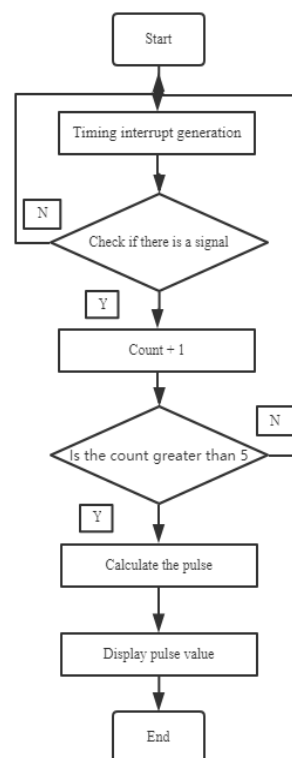 Start
Timing interrupt generation
N
Check if there is a signal
Y
Count + 1
N
Is the count greater than 5
Y
Calculate the pulse
Display pulse value
End